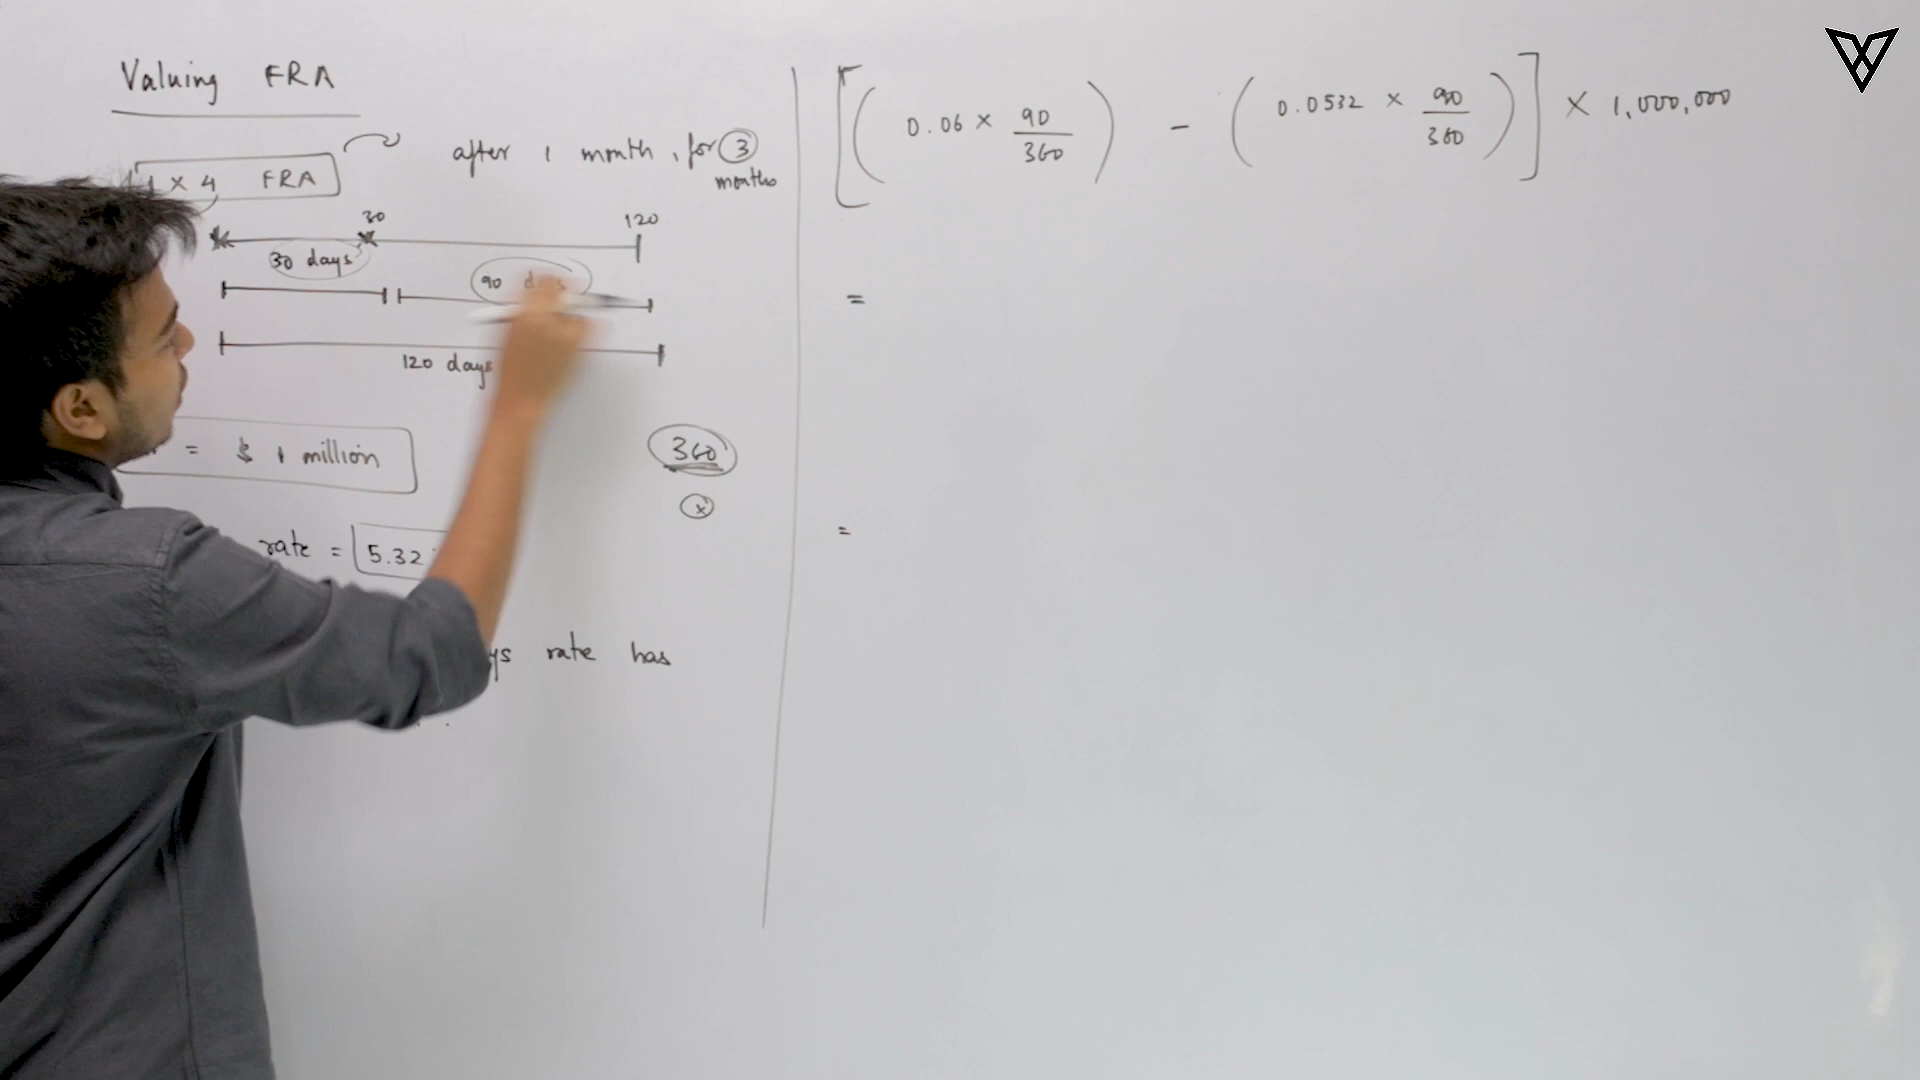 Valuing FRA
1 x 4 FRA
after 1 month, for 3
months
30
120
30 days
90 days
120 days
= $ 1 million
360
x
rate = 5.32
rate has
[(0.06 × 90/360) - (0.0532 × 90/360)] × 1,000,000
=
=